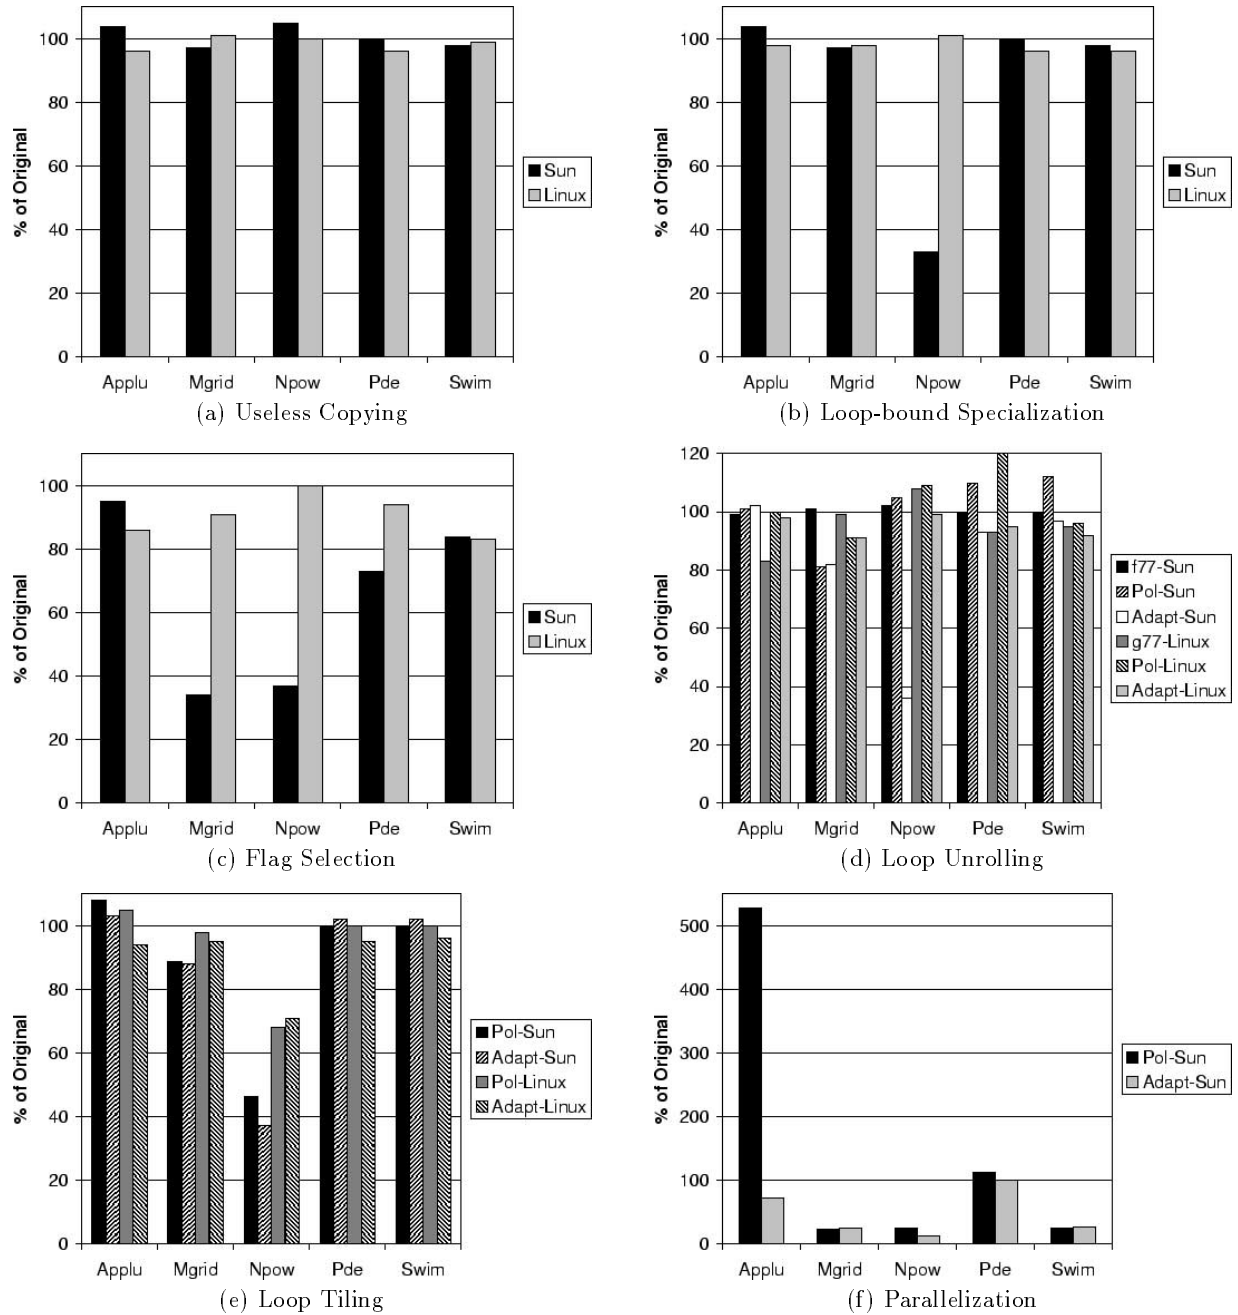 % of Original
100
80
60
40
20
0
Applu Mgrid Npow Pde Swim
Sun
Linux
(a) Useless Copying
% of Original
100
80
60
40
20
0
Applu Mgrid Npow Pde Swim
Sun
Linux
(b) Loop-bound Specialization
% of Original
100
80
60
40
20
0
Applu Mgrid Npow Pde Swim
Sun
Linux
(c) Flag Selection
% of Original
120
100
80
60
40
20
0
Applu Mgrid Npow Pde Swim
f77-Sun
Pol-Sun
Adapt-Sun
g77-Linux
Pol-Linux
Adapt-Linux
(d) Loop Unrolling
% of Original
100
80
60
40
20
0
Applu Mgrid Npow Pde Swim
Pol-Sun
Adapt-Sun
Pol-Linux
Adapt-Linux
(e) Loop Tiling
% of Original
500
400
300
200
100
0
Applu Mgrid Npow Pde Swim
Pol-Sun
Adapt-Sun
(f) Parallelization